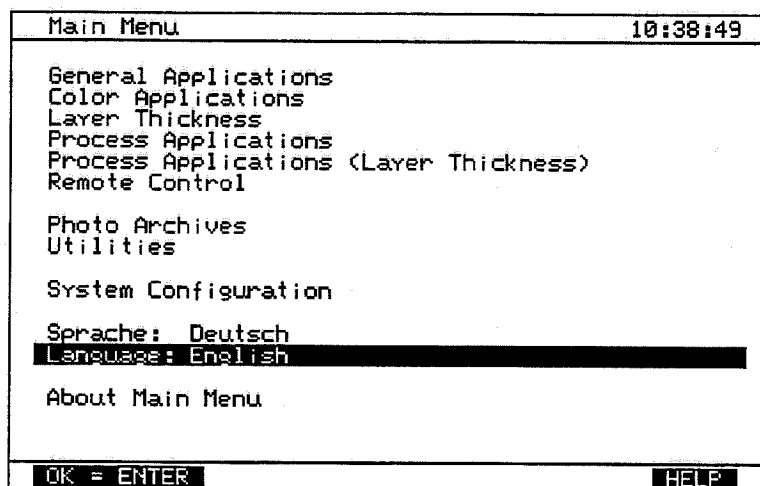 Main Menu 10:38:49
General Applications
Color Applications
Layer Thickness
Process Applications
Process Applications (Layer Thickness)
Remote Control
Photo Archives
Utilities
System Configuration
Sprache: Deutsch
Language: English
About Main Menu
OK = ENTER HELP